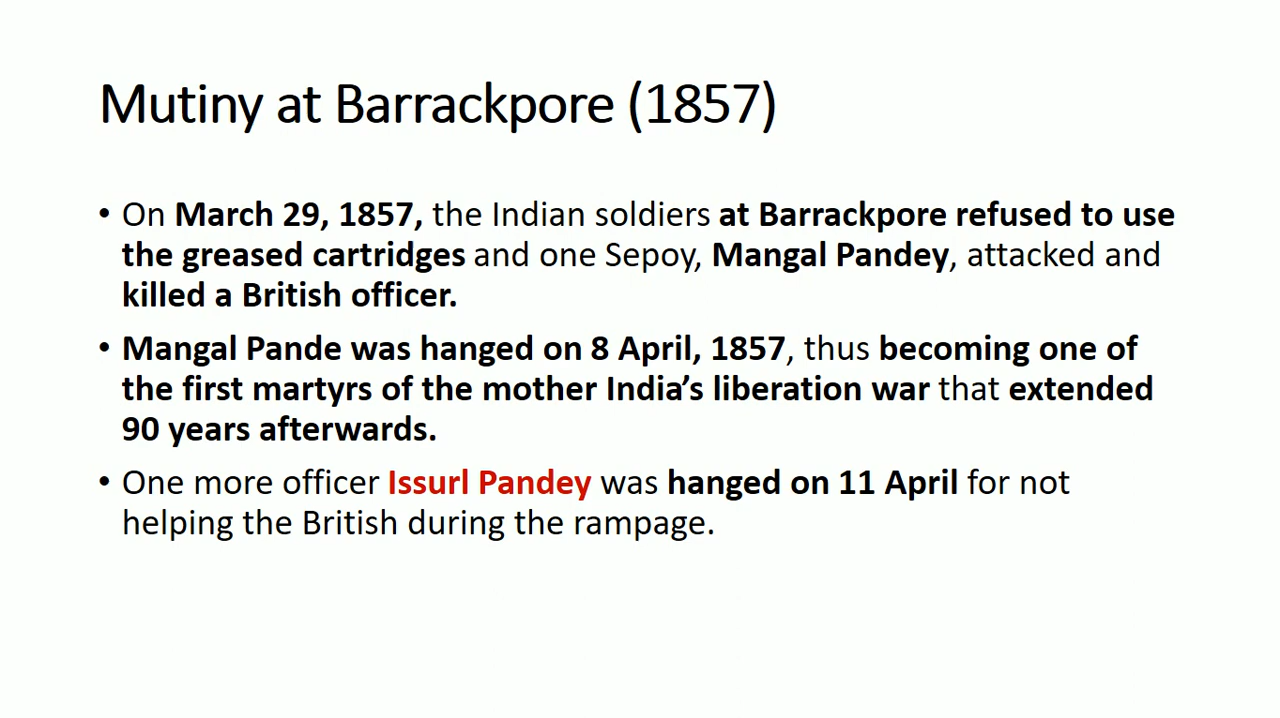 Mutiny at Barrackpore (1857)
• On March 29, 1857, the Indian soldiers at Barrackpore refused to use
the greased cartridges and one Sepoy, Mangal Pandey, attacked and
killed a British officer.
• Mangal Pande was hanged on 8 April, 1857, thus becoming one of
the first martyrs of the mother India’s liberation war that extended
90 years afterwards.
• One more officer Issurl Pandey was hanged on 11 April for not
helping the British during the rampage.